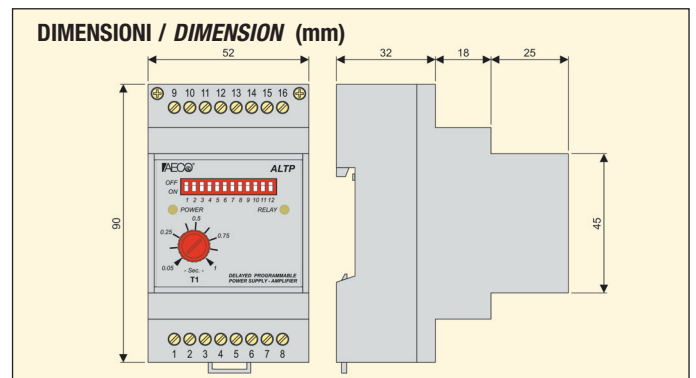 DIMENSIONI / DIMENSION (mm)
52
32
18
25
9 10 11 12 13 14 15 16
AECO ALTP
OFF
ON
1 2 3 4 5 6 7 8 9 10 11 12
POWER RELAY
0.5
0.25 0.75
0.05 1
- Sec. -
T1
DELAYED PROGRAMMABLE
POWER SUPPLY - AMPLIFIER
1 2 3 4 5 6 7 8
90
45